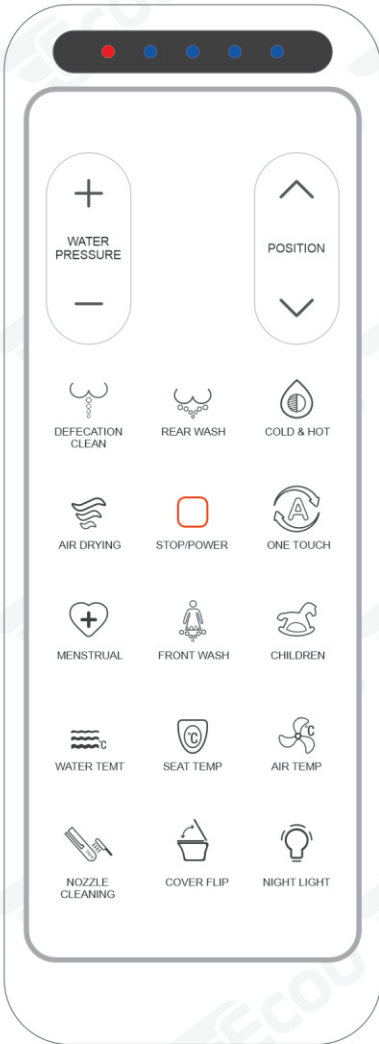 +
WATER
PRESSURE
−
POSITION
DEFECATION
CLEAN
REAR WASH
COLD & HOT
AIR DRYING
STOP/POWER
A
ONE TOUCH
+
MENSTRUAL
FRONT WASH
CHILDREN
°C
WATER TEMT
°C
SEAT TEMP
°C
AIR TEMP
NOZZLE
CLEANING
COVER FLIP
NIGHT LIGHT
Ecoo